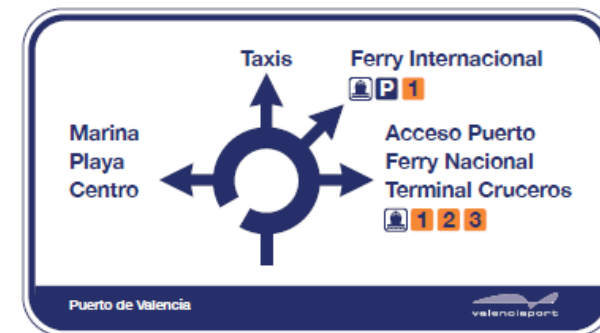 Taxis
Ferry Internacional
P 1
Marina
Playa
Centro
Acceso Puerto
Ferry Nacional
Terminal Cruceros
1 2 3
Puerto de Valencia
valenciaport